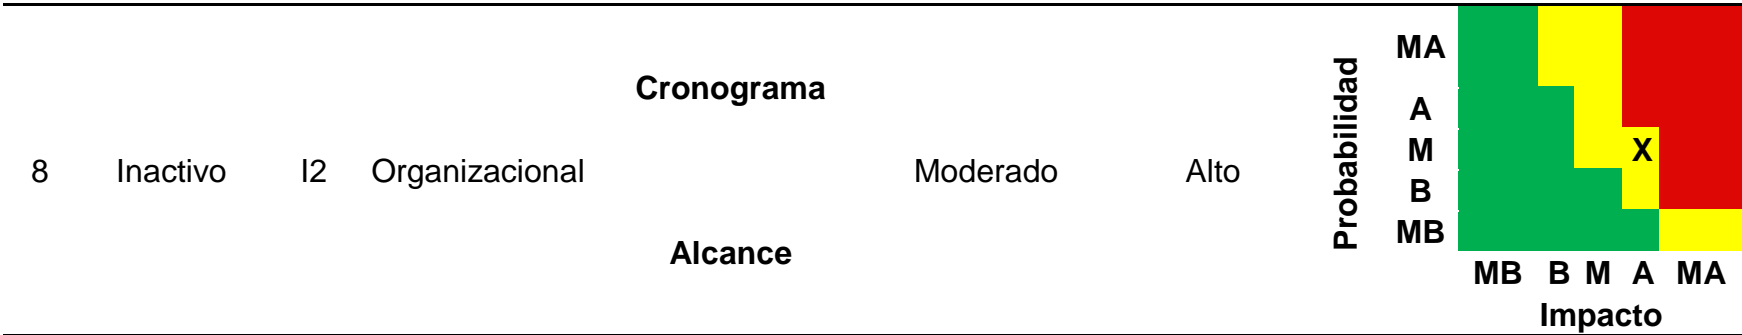 Cronograma
8 Inactivo I2 Organizacional Moderado Alto
Alcance
Probabilidad
MA
A
M X
B
MB
MB B M A MA
Impacto